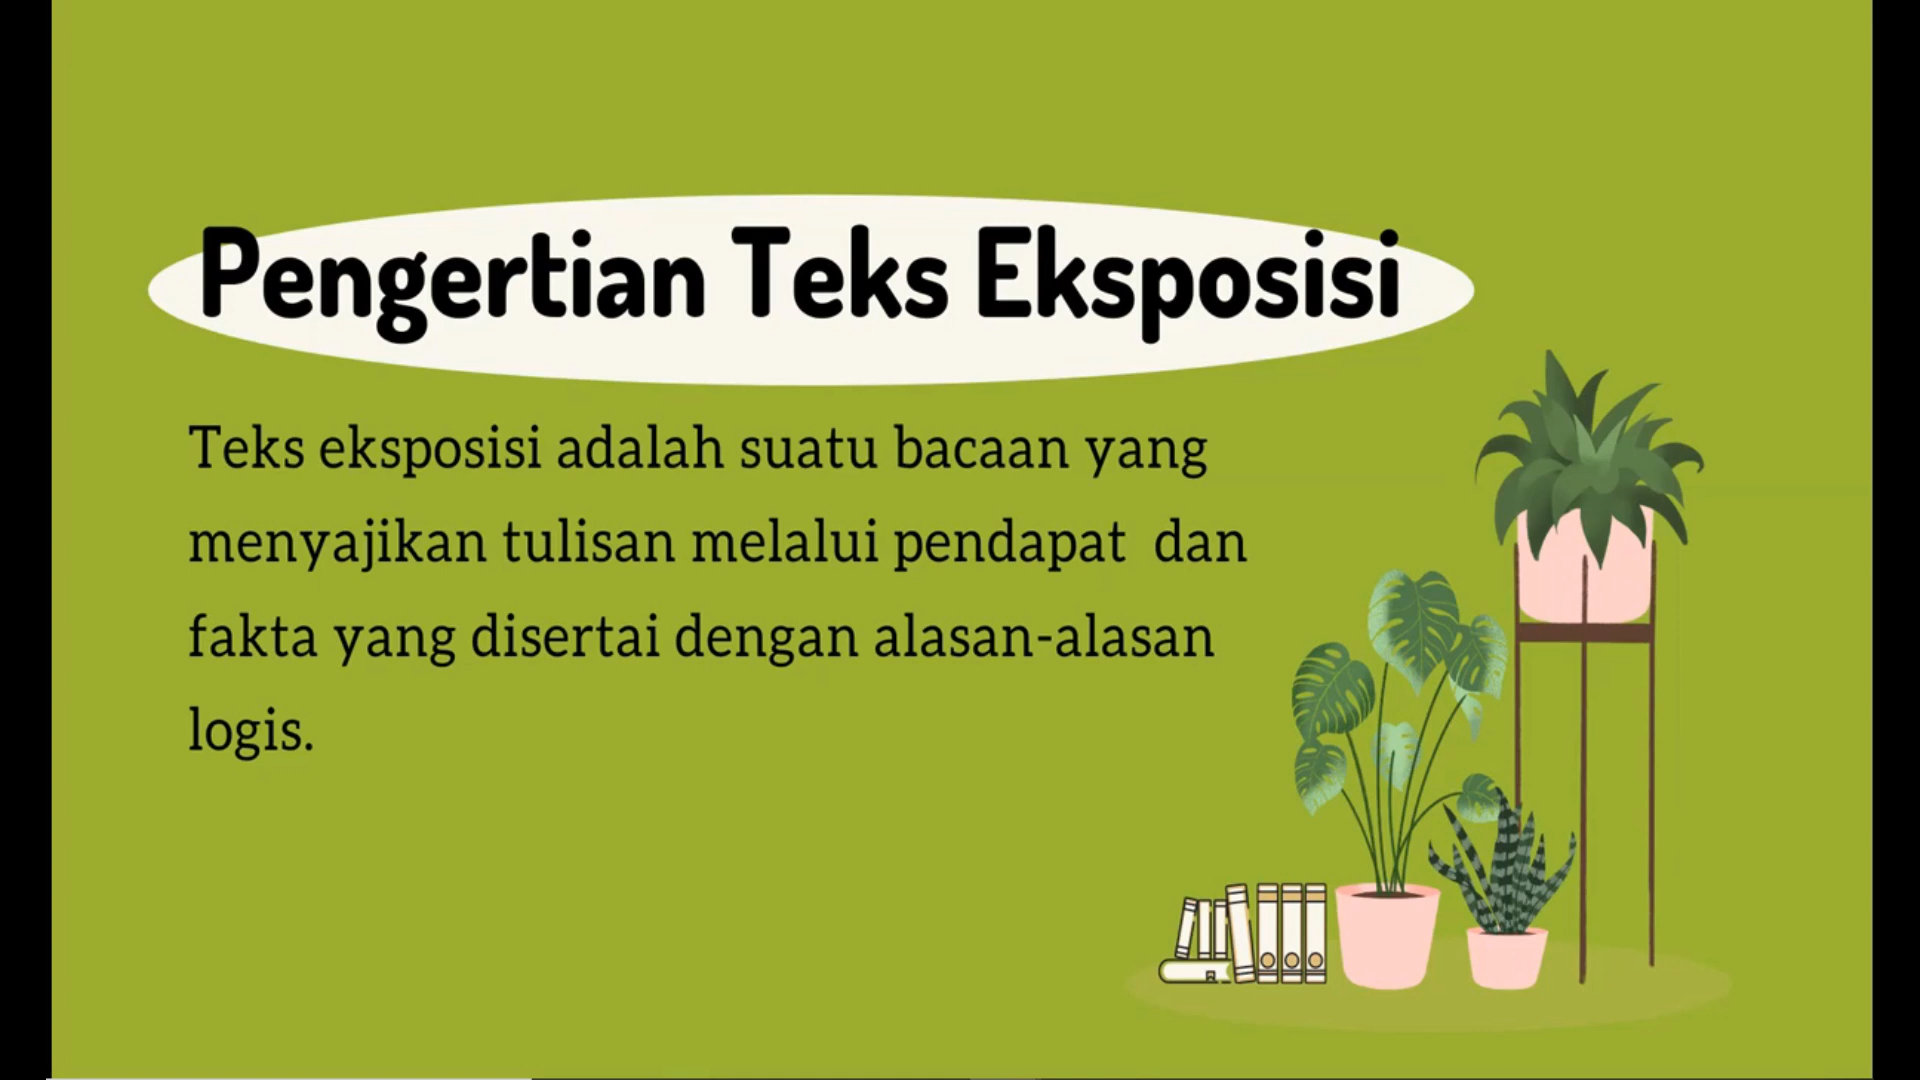 Pengertian Teks Eksposisi
Teks eksposisi adalah suatu bacaan yang
menyajikan tulisan melalui pendapat  dan
fakta yang disertai dengan alasan-alasan
logis.